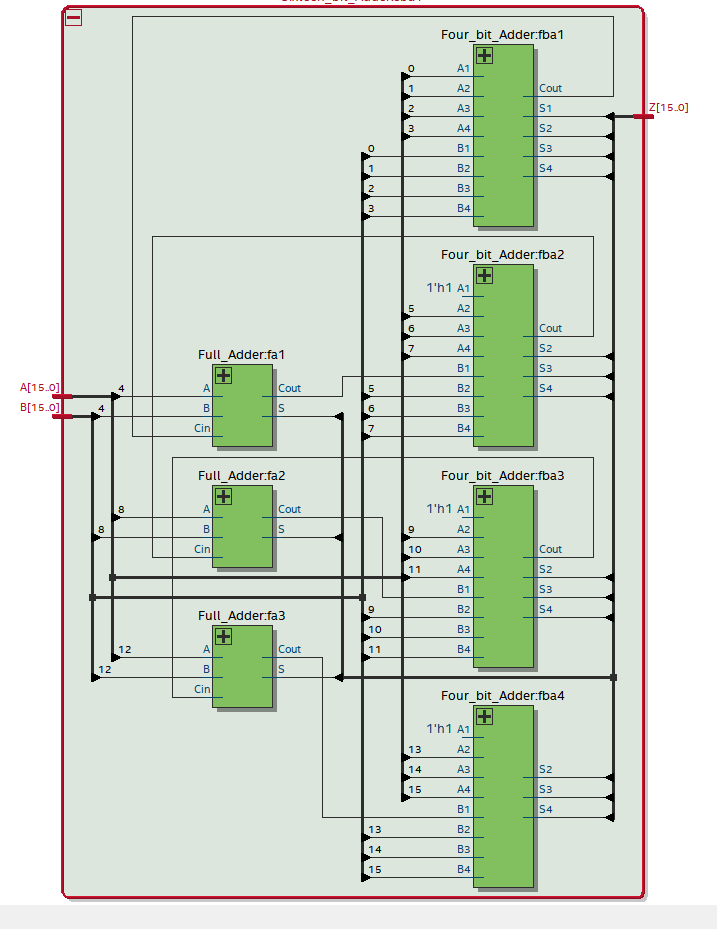 Four_bit_Adder:fba1
0 A1
1 A2 Cout
2 A3 S1
3 A4 S2
0 B1 S3
1 B2 S4
2 B3
3 B4
Z[15..0]
Four_bit_Adder:fba2
1'h1 A1
5 A2
6 A3 Cout
7 A4 S2
B1 S3
5 B2 S4
6 B3
7 B4
Full_Adder:fa1
A[15..0] 4 A Cout
B[15..0] 4 B S
Cin
Full_Adder:fa2
8 A Cout
8 B S
Cin
Four_bit_Adder:fba3
1'h1 A1
9 A2
10 A3 Cout
11 A4 S2
B1 S3
9 B2 S4
10 B3
11 B4
Full_Adder:fa3
12 A Cout
12 B S
Cin
Four_bit_Adder:fba4
1'h1 A1
13 A2
14 A3 S2
15 A4 S3
B1 S4
13 B2
14 B3
15 B4